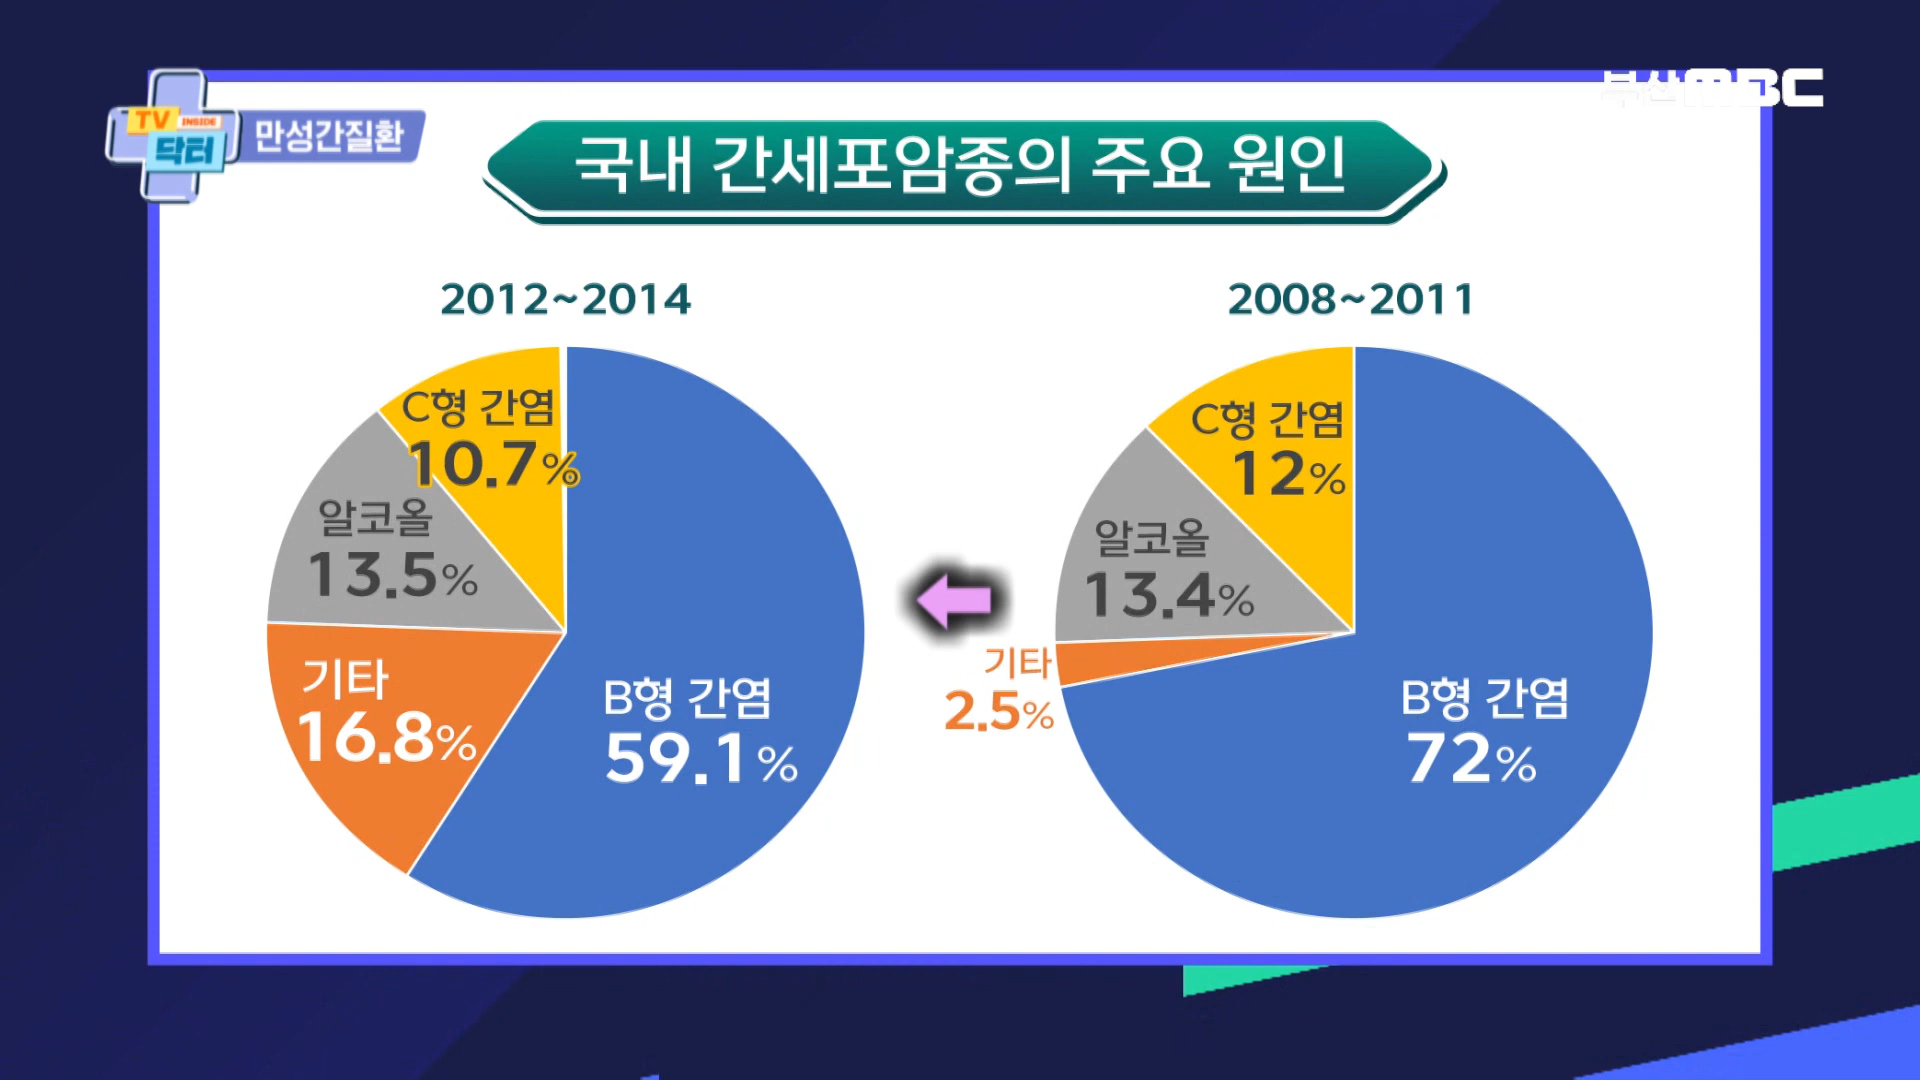 부산MBC
TV INSIDE
닥터
만성간질환
국내 간세포암종의 주요 원인
2012~2014
C형 간염
10.7%
알코올
13.5%
기타
16.8%
B형 간염
59.1%
2008~2011
C형 간염
12%
알코올
13.4%
기타
2.5%
B형 간염
72%